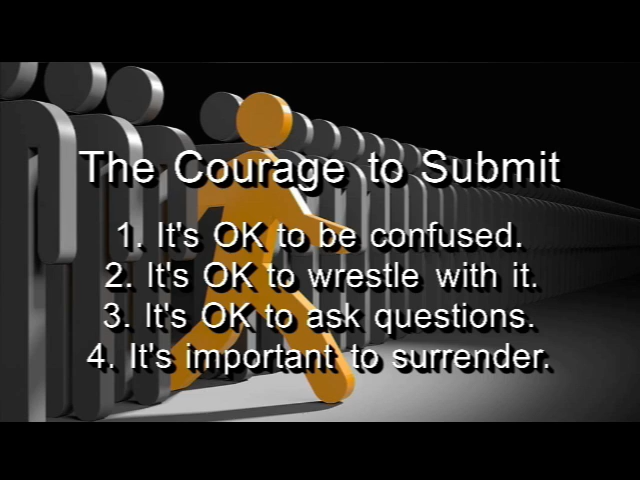 The Courage to Submit
1. It's OK to be confused.
2. It's OK to wrestle with it.
3. It's OK to ask questions.
4. It's important to surrender.